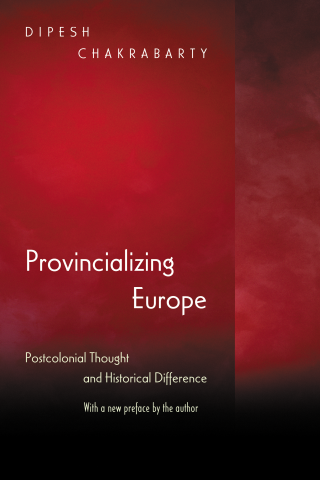 DIPESH
CHAKRABARTY
Provincializing
Europe
Postcolonial Thought
and Historical Difference
With a new preface by the author